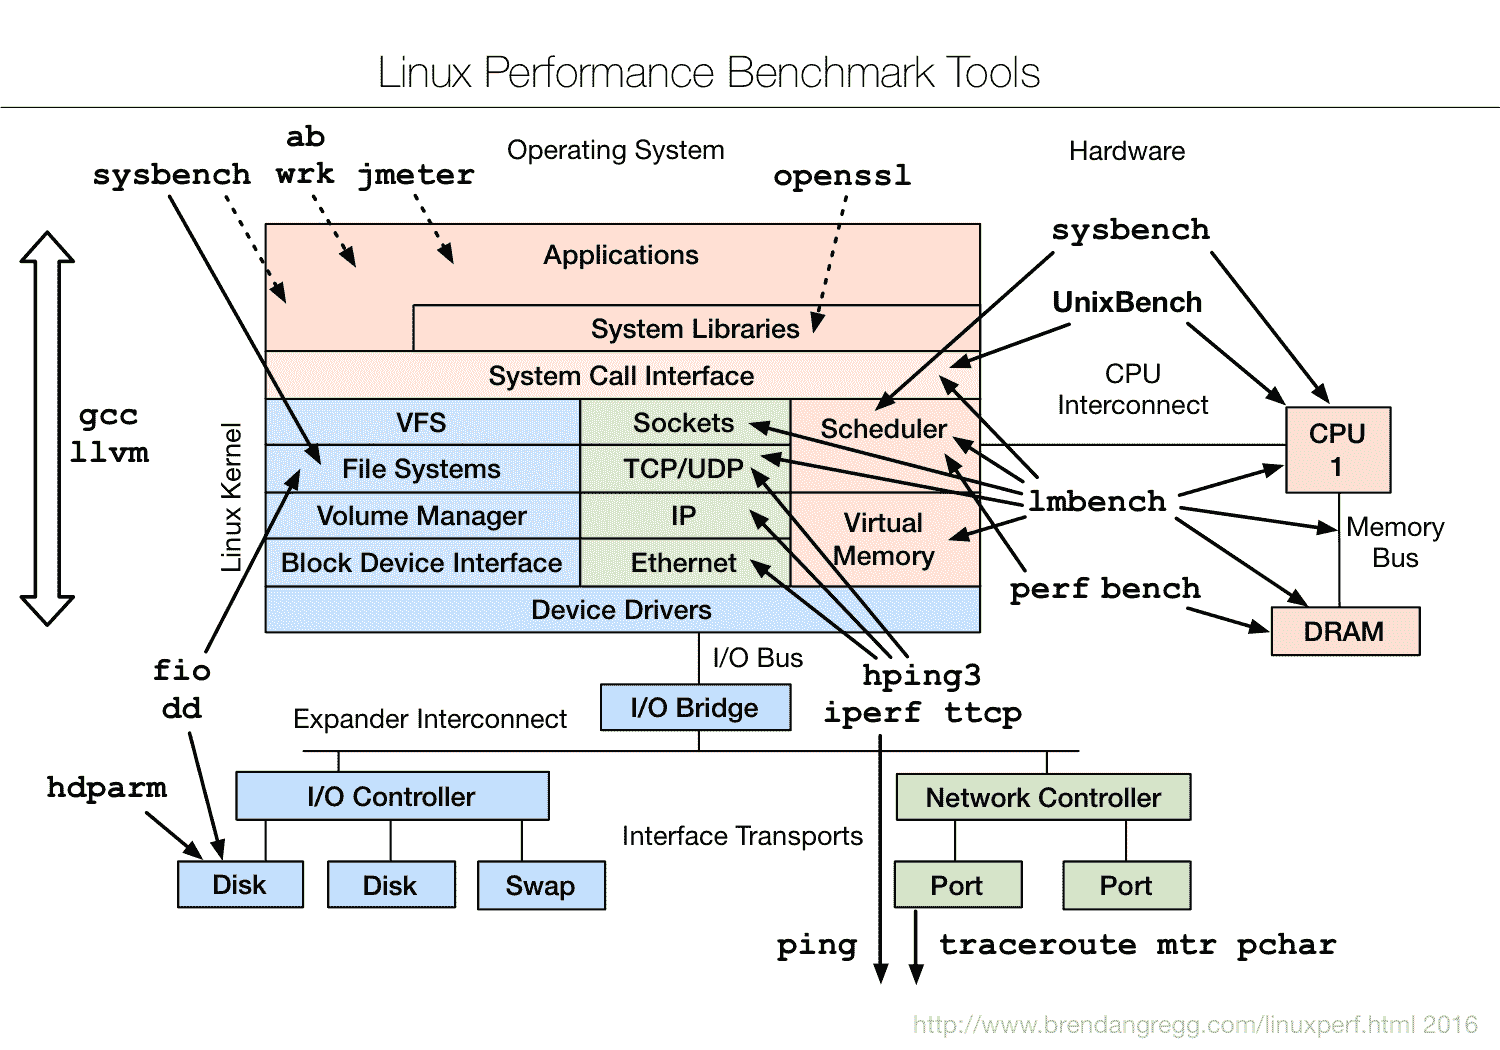 Linux Performance Benchmark Tools
Operating System
Hardware
ab
wrk
sysbench
jmeter
openssl
sysbench
UnixBench
Applications
System Libraries
System Call Interface
CPU
Interconnect
gcc
llvm
Linux Kernel
VFS
Sockets
Scheduler
File Systems
TCP/UDP
Volume Manager
IP
Virtual
Memory
Block Device Interface
Ethernet
Device Drivers
CPU
1
lmbench
Memory
Bus
perf bench
DRAM
I/O Bus
fio
dd
hping3
iperf ttcp
I/O Bridge
Expander Interconnect
hdparm
I/O Controller
Network Controller
Interface Transports
Disk
Disk
Swap
Port
Port
ping
traceroute mtr pchar
http://www.brendangregg.com/linuxperf.html 2016